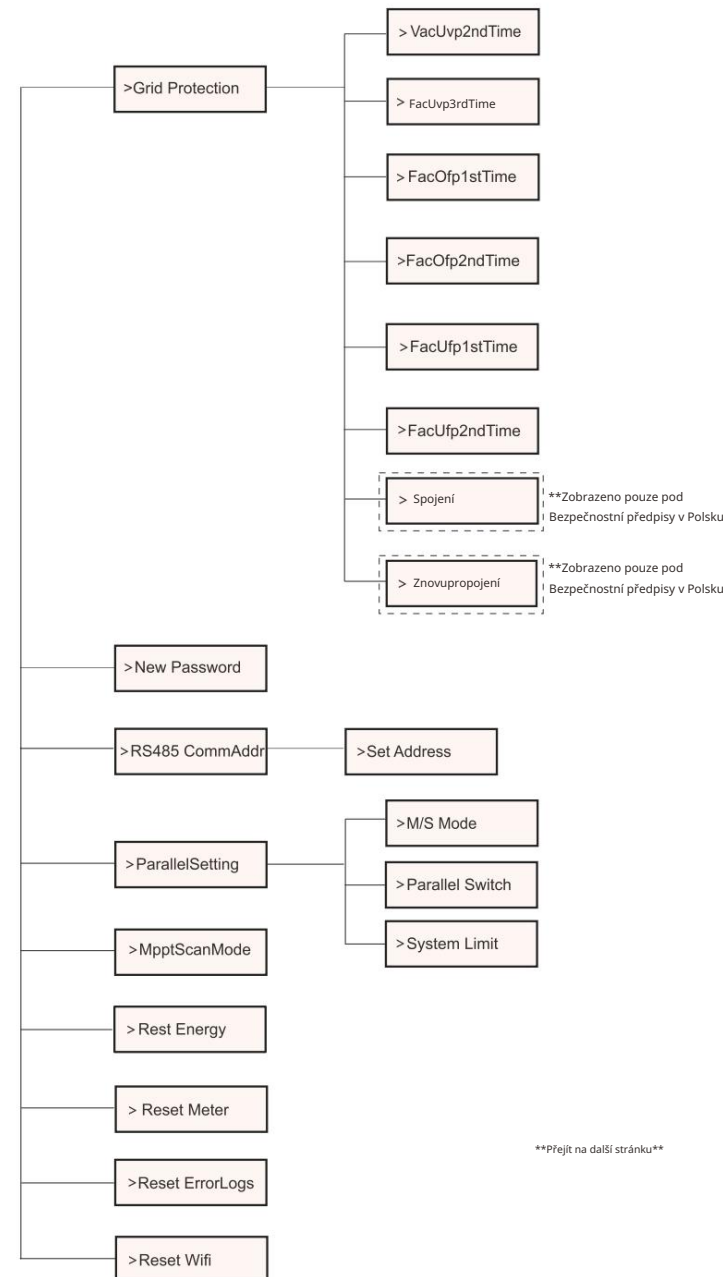 > VacUvp2ndTime
>Grid Protection
> FacUvp3rdTime
> FacOfp1stTime
>FacOfp2ndTime
>FacUfp1stTime
>FacUfp2ndTime
> Spojení
**Zobrazeno pouze pod
Bezpečnostní předpisy v Polsku
> Znovupropojení
**Zobrazeno pouze pod
Bezpečnostní předpisy v Polsku
>New Password
>RS485 CommAddr
>Set Address
>M/S Mode
>ParallelSetting
>Parallel Switch
>System Limit
>MpptScanMode
>Rest Energy
> Reset Meter
**Přejít na další stránku**
>Reset ErrorLogs
>Reset Wifi